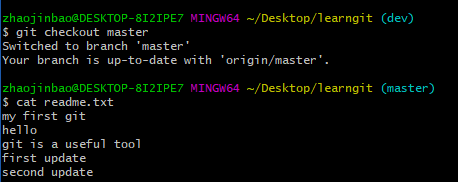 zhaojinbao@DESKTOP-8I2IPE7 MINGW64 ~/Desktop/learngit (dev)
$ git checkout master
Switched to branch 'master'
Your branch is up-to-date with 'origin/master'.
zhaojinbao@DESKTOP-8I2IPE7 MINGW64 ~/Desktop/learngit (master)
$ cat readme.txt
my first git
hello
git is a useful tool
first update
second update